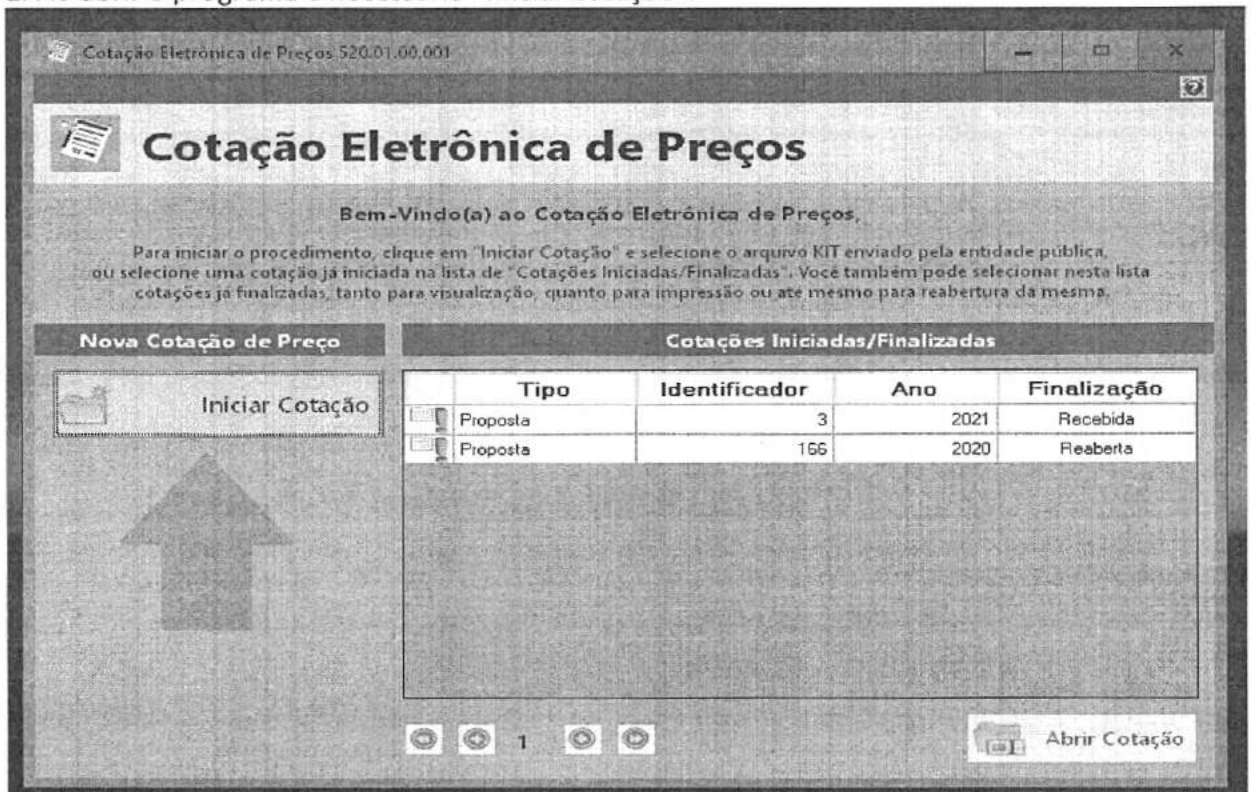 Cotação Eletrônica de Preços 520.01.00.001
Cotação Eletrônica de Preços
Bem-Vindo(a) ao Cotação Eletrônica de Preços,
Para iniciar o procedimento, clique em "Iniciar Cotação" e selecione o arquivo KIT enviado pela entidade pública,
ou selecione uma cotação já iniciada na lista de "Cotações Iniciadas/Finalizadas". Você também pode selecionar nesta lista
cotações já finalizadas, tanto para visualização, quanto para impressão ou até mesmo para reabertura da mesma.
Nova Cotação de Preço
Cotações Iniciadas/Finalizadas
Iniciar Cotação
Tipo Identificador Ano Finalização
Proposta 3 2021 Recebida
Proposta 166 2020 Reaberta
1
Abrir Cotação